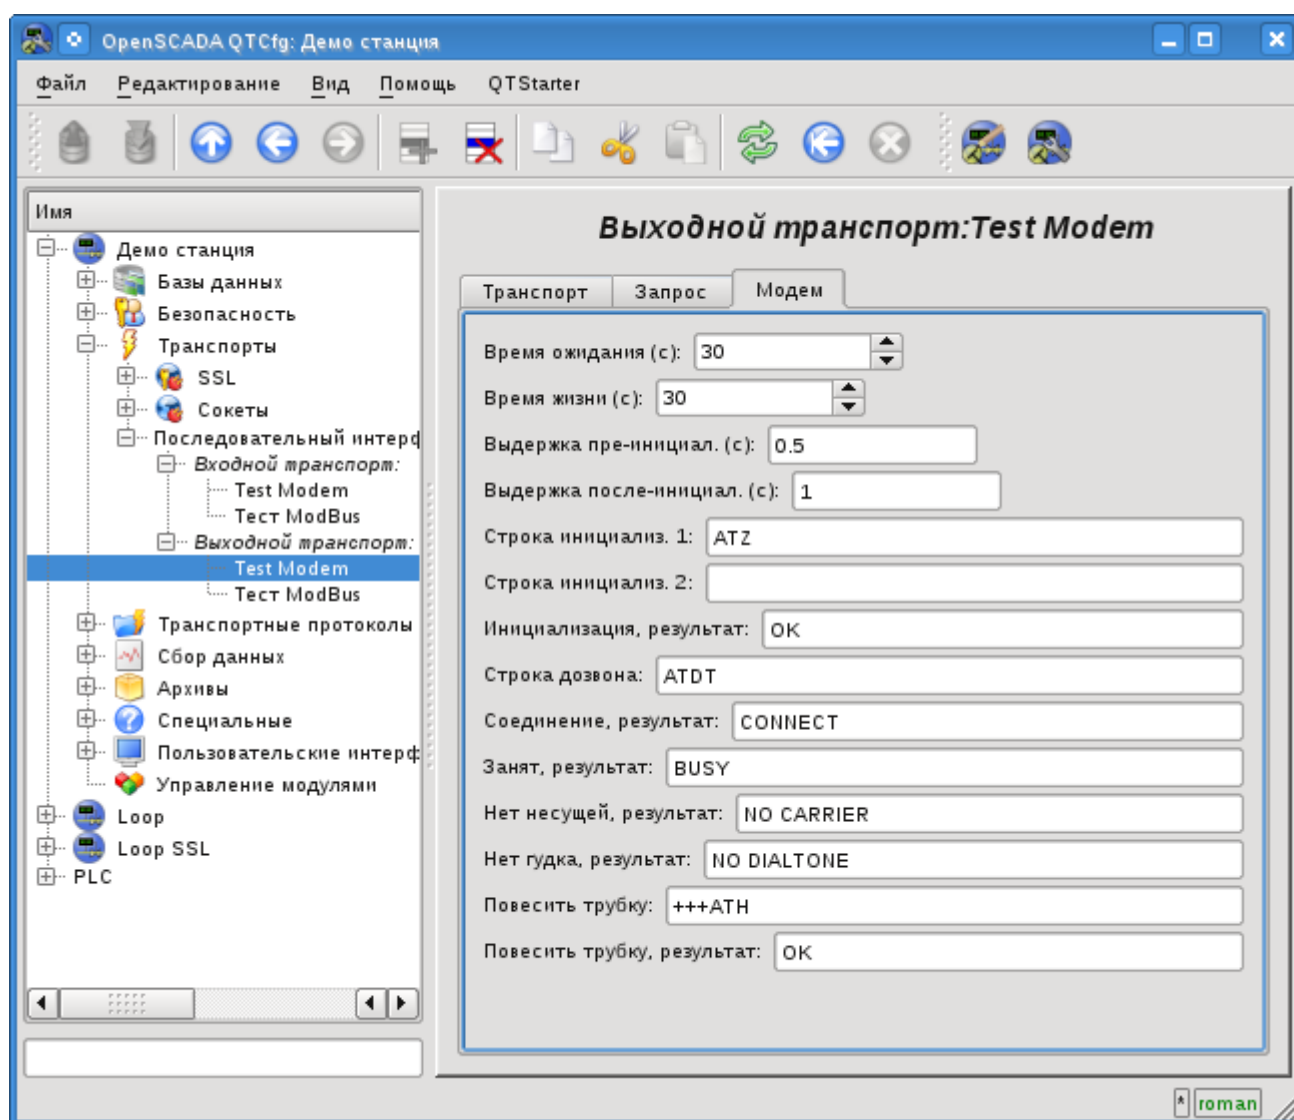 OpenSCADA QTCfg: Демо станция
Файл Редактирование Вид Помощь QTStarter
Имя
Демо станция
Базы данных
Безопасность
Транспорты
SSL
Сокеты
Последовательный интерф
Входной транспорт:
Test Modem
Тест ModBus
Выходной транспорт:
Test Modem
Тест ModBus
Транспортные протоколы
Сбор данных
Архивы
Специальные
Пользовательские интерф
Управление модулями
Loop
Loop SSL
PLC
Выходной транспорт:Test Modem
Транспорт Запрос Модем
Время ожидания (с): 30
Время жизни (с): 30
Выдержка пре-инициал. (с): 0.5
Выдержка после-инициал. (с): 1
Строка инициализ. 1: ATZ
Строка инициализ. 2:
Инициализация, результат: OK
Строка дозвона: ATDT
Соединение, результат: CONNECT
Занят, результат: BUSY
Нет несущей, результат: NO CARRIER
Нет гудка, результат: NO DIALTONE
Повесить трубку: +++ATH
Повесить трубку, результат: OK
* roman